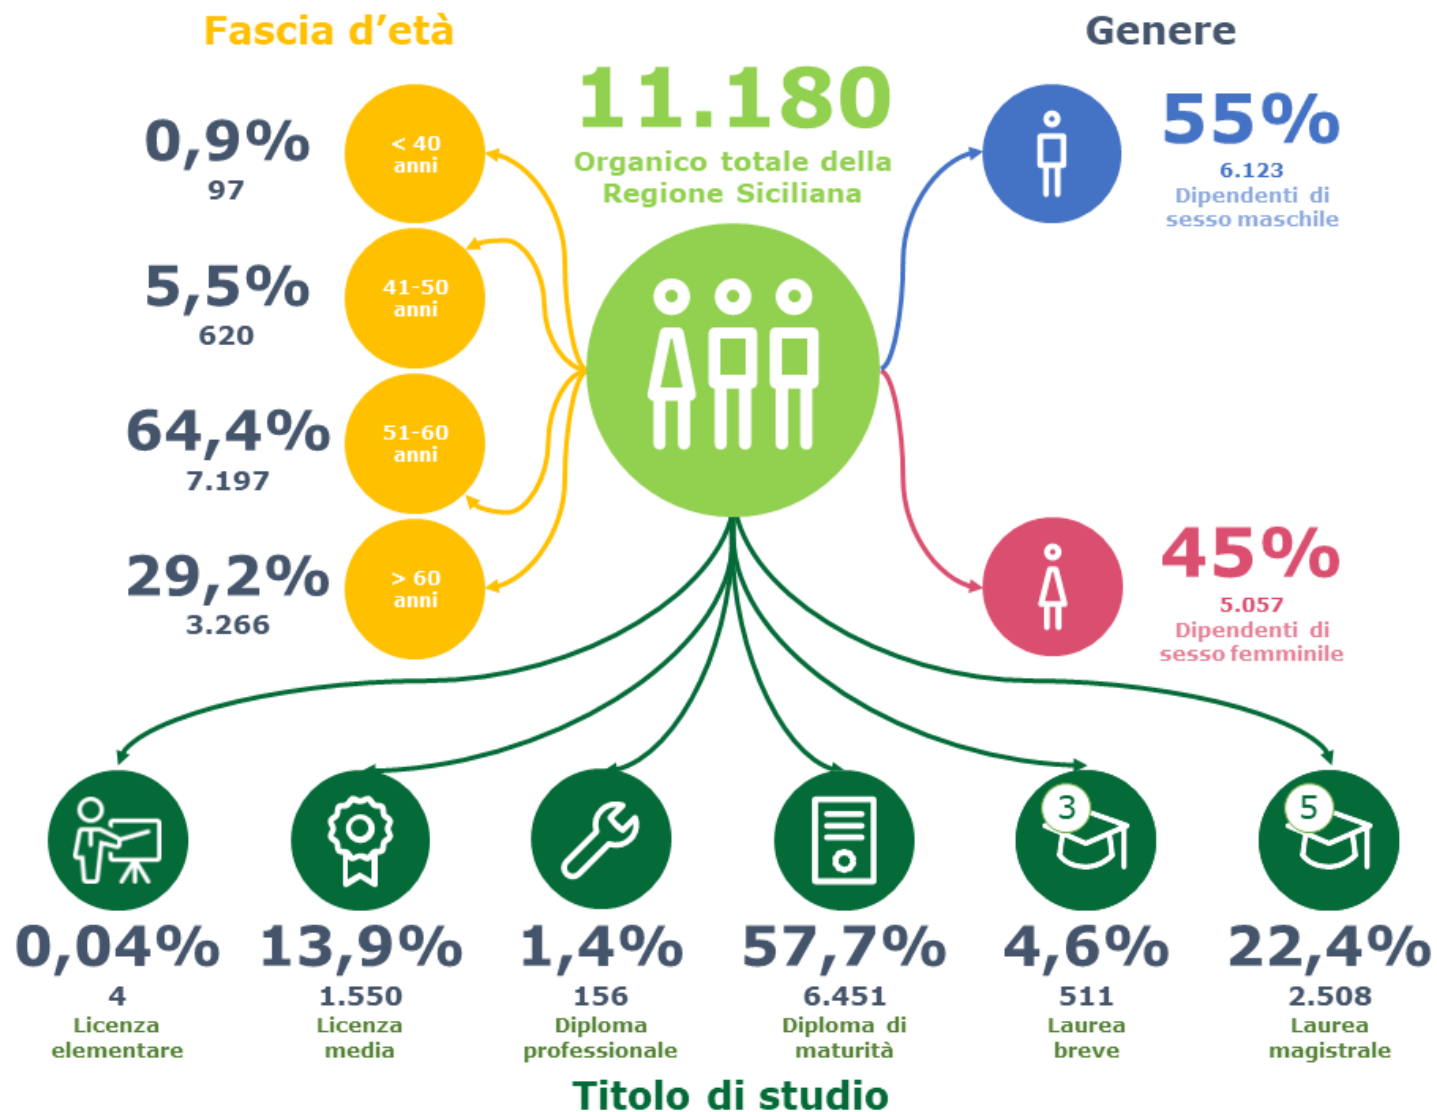 Fascia d’età
Genere
11.180
Organico totale della
Regione Siciliana
0,9%
97
< 40
anni
5,5%
620
41-50
anni
64,4%
7.197
51-60
anni
29,2%
3.266
> 60
anni
55%
6.123
Dipendenti di
sesso maschile
45%
5.057
Dipendenti di
sesso femminile
0,04%
4
Licenza
elementare
13,9%
1.550
Licenza
media
1,4%
156
Diploma
professionale
57,7%
6.451
Diploma di
maturità
3
4,6%
511
Laurea
breve
5
22,4%
2.508
Laurea
magistrale
Titolo di studio